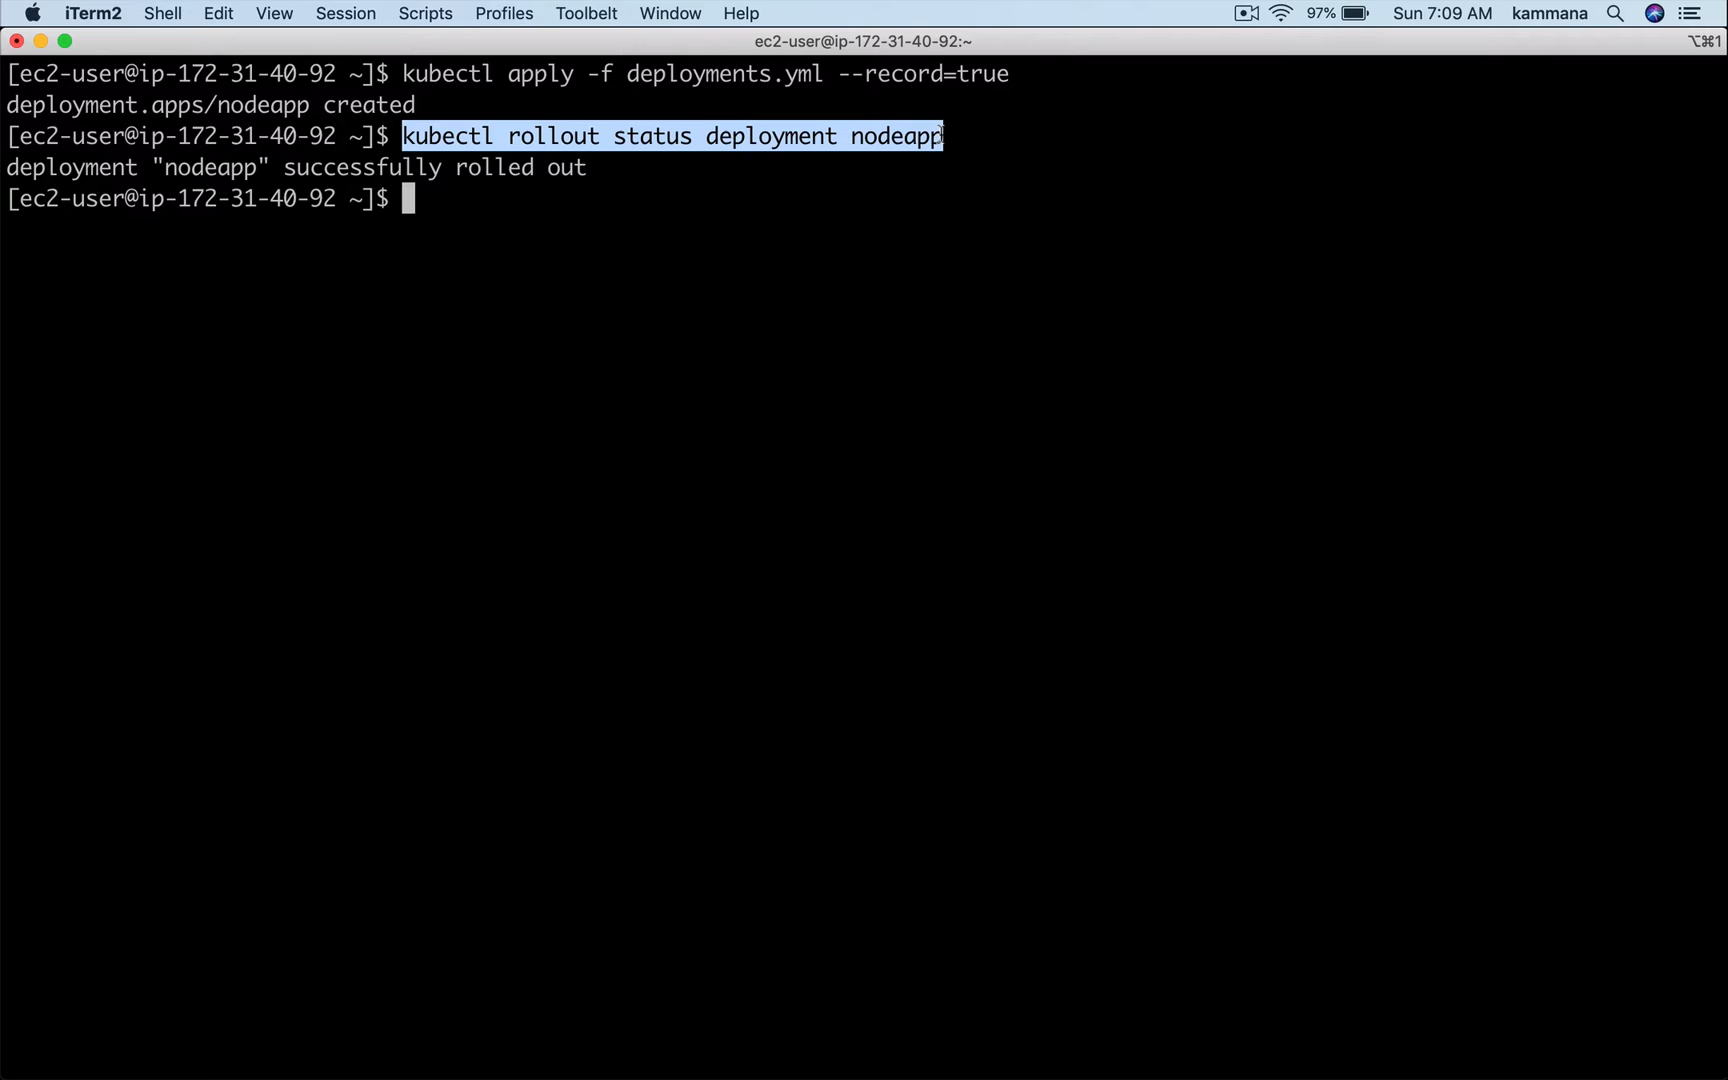 iTerm2 Shell Edit View Session Scripts Profiles Toolbelt Window Help 97% Sun 7:09 AM kammana
ec2-user@ip-172-31-40-92:~ ⌥⌘1
[ec2-user@ip-172-31-40-92 ~]$ kubectl apply -f deployments.yml --record=true
deployment.apps/nodeapp created
[ec2-user@ip-172-31-40-92 ~]$ kubectl rollout status deployment nodeapp
deployment "nodeapp" successfully rolled out
[ec2-user@ip-172-31-40-92 ~]$